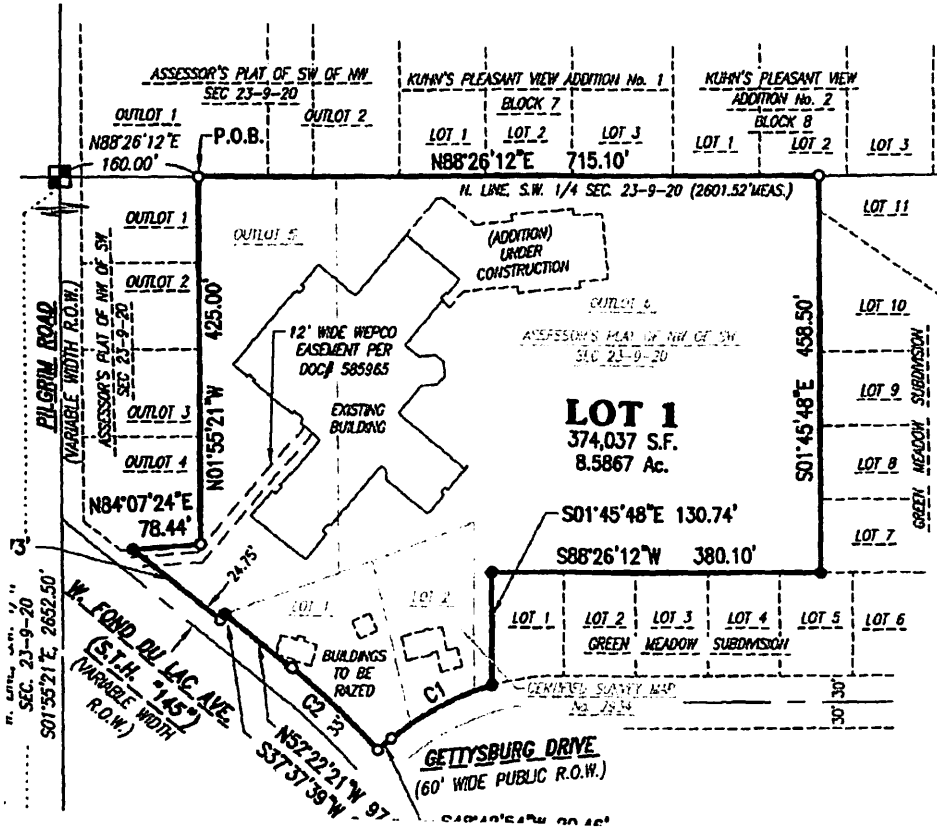 ASSESSOR'S PLAT OF SW OF NW
SEC 23-9-20
OUTLOT 1
OUTLOT 2
KUHN'S PLEASANT VIEW ADDITION No. 1
BLOCK 7
LOT 1
LOT 2
LOT 3
KUHN'S PLEASANT VIEW
ADDITION No. 2
BLOCK 8
LOT 1
LOT 2
LOT 3
N88°26'12"E
160.00'
P.O.B.
N88°26'12"E 715.10'
N. LINE, S.W. 1/4 SEC. 23-9-20 (2601.52' MEAS.)
OUTLOT 1
OUTLOT 2
OUTLOT 3
OUTLOT 4
ASSESSOR'S PLAT OF NW OF SW
SEC 23-9-20
PILGRIM ROAD
(VARIABLE WIDTH R.O.W.)
N01°55'21"W 425.00'
OUTLOT 5
(ADDITION)
UNDER
CONSTRUCTION
12' WIDE WEPCO
EASEMENT PER
DOC# 585965
EXISTING
BUILDING
OUTLOT 6
ASSESSOR'S PLAT OF NW OF SW
SEC 23-9-20
LOT 1
374,037 S.F.
8.5867 Ac.
S01°45'48"E 458.50'
LOT 11
LOT 10
LOT 9
LOT 8
LOT 7
GREEN MEADOW SUBDIVISION
N84°07'24"E
78.44'
S01°45'48"E 130.74'
S88°26'12"W 380.10'
24.75'
3'
SEC. 23-9-20
S01°55'21"E 2652.50'
W. FOND DU LAC AVE.
(S.T.H. "145")
(VARIABLE WIDTH
R.O.W.)
LOT 1
LOT 2
BUILDINGS
TO BE
RAZED
LOT 1
LOT 2
LOT 3
LOT 4
LOT 5
LOT 6
GREEN MEADOW SUBDIVISION
CERTIFIED SURVEY MAP
No. 1934
C1
C2
30' 30'
N52°22'21"W 97
S37°37'39"W
GETTYSBURG DRIVE
(60' WIDE PUBLIC R.O.W.)